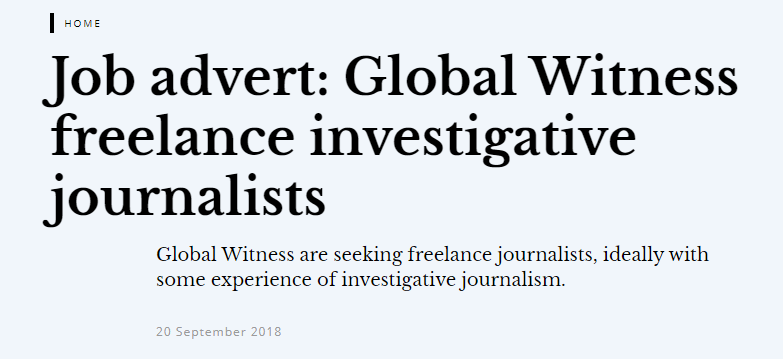 HOME
Job advert: Global Witness
freelance investigative
journalists
Global Witness are seeking freelance journalists, ideally with
some experience of investigative journalism.
20 September 2018